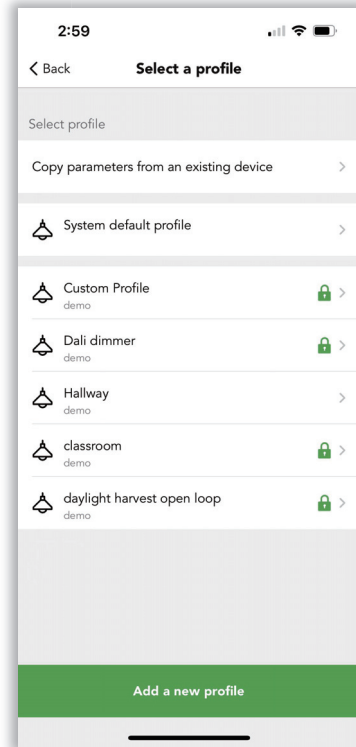 2:59
Back
Select a profile
Select profile
Copy parameters from an existing device
System default profile
Custom Profile
demo
Dali dimmer
demo
Hallway
demo
classroom
demo
daylight harvest open loop
demo
Add a new profile